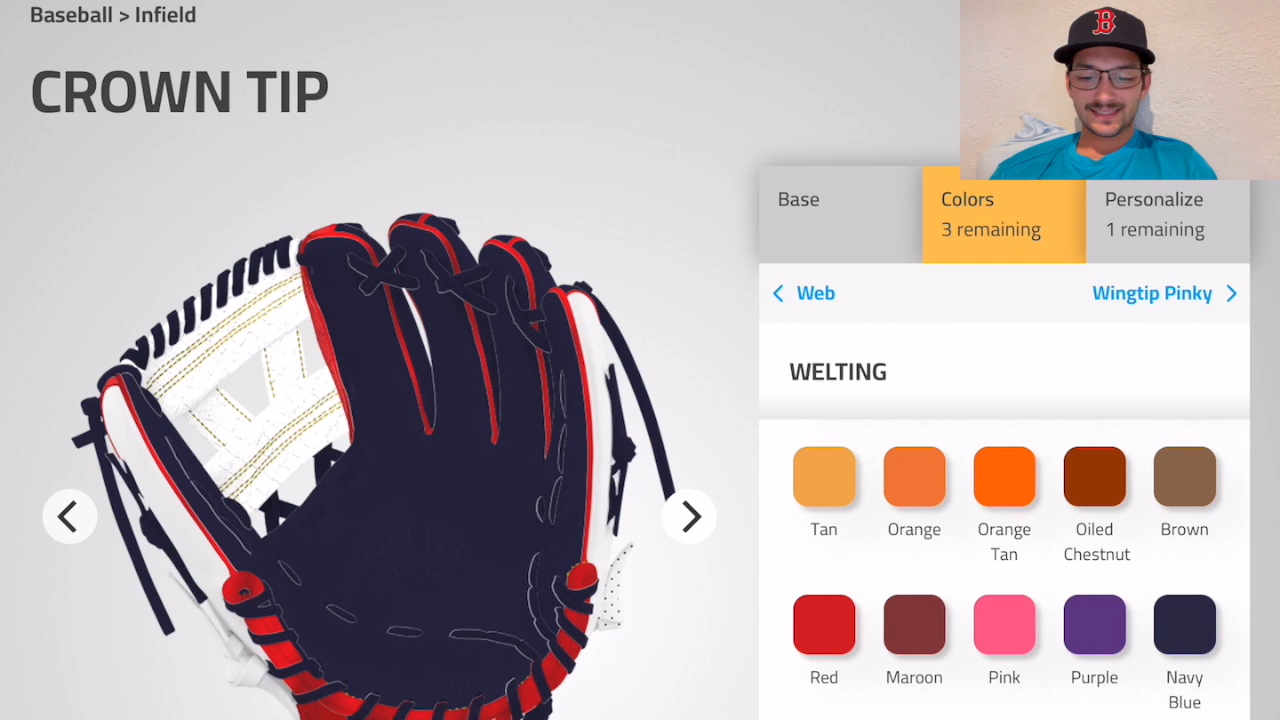 Baseball > Infield
CROWN TIP
B
Base
Colors
3 remaining
Personalize
1 remaining
Web
Wingtip Pinky
WELTING
Tan
Orange
Orange
Tan
Oiled
Chestnut
Brown
Red
Maroon
Pink
Purple
Navy
Blue